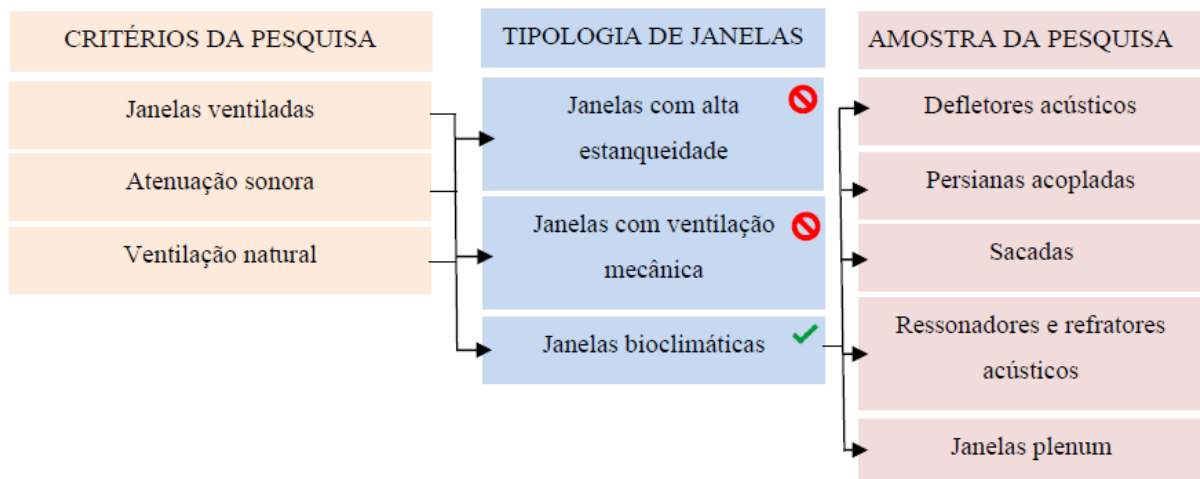 CRITÉRIOS DA PESQUISA
Janelas ventiladas
Atenuação sonora
Ventilação natural
TIPOLOGIA DE JANELAS
Janelas com alta
estanqueidade
Janelas com ventilação
mecânica
Janelas bioclimáticas
AMOSTRA DA PESQUISA
Defletores acústicos
Persianas acopladas
Sacadas
Ressonadores e refratores
acústicos
Janelas plenum